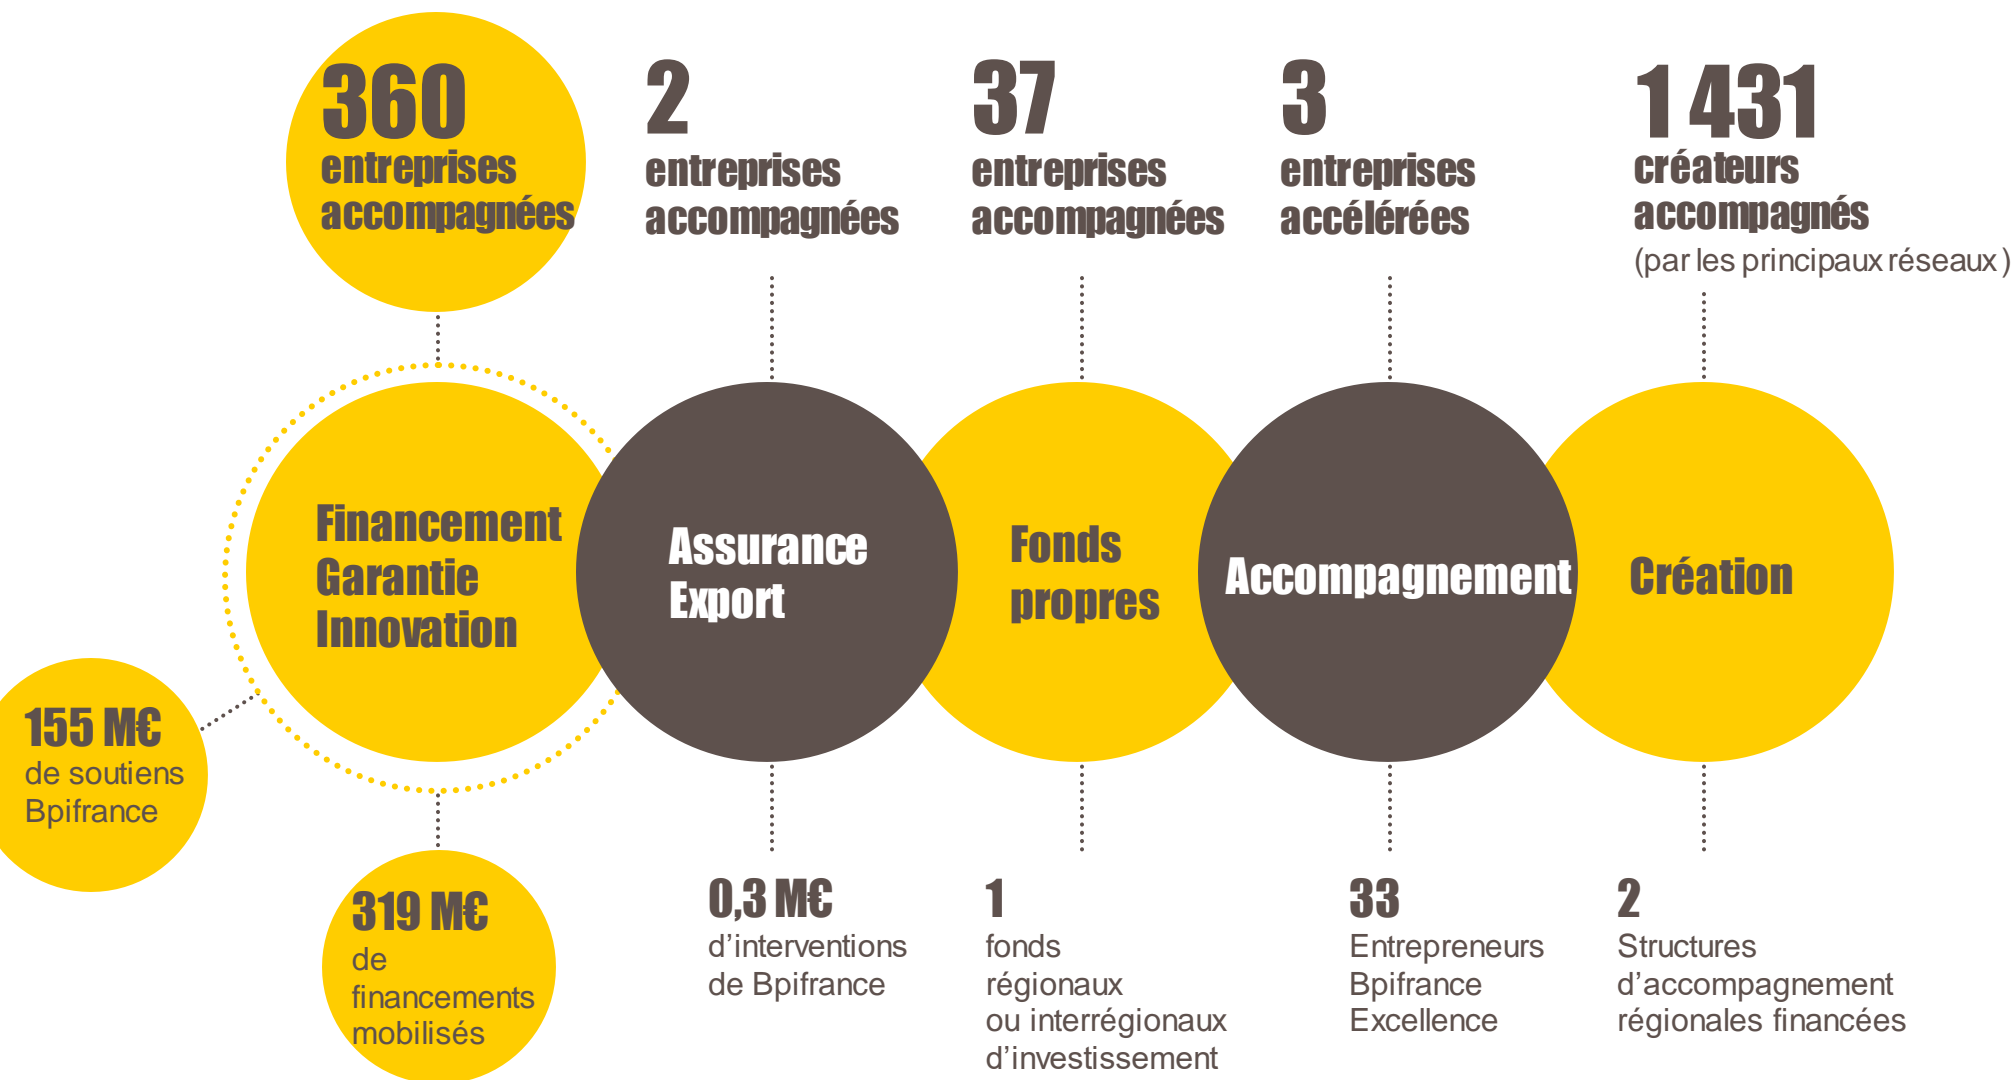 360
entreprises
accompagnées
2
entreprises
accompagnées
37
entreprises
accompagnées
3
entreprises
accélérées
1 431
créateurs
accompagnés
(par les principaux réseaux )
Financement
Garantie
Innovation
Assurance
Export
Fonds
propres
Accompagnement
Création
155 M€
de soutiens
Bpifrance
319 M€
de
financements
mobilisés
0,3 M€
d’interventions
de Bpifrance
1
fonds
régionaux
ou interrégionaux
d’investissement
33
Entrepreneurs
Bpifrance
Excellence
2
Structures
d’accompagnement
régionales financées